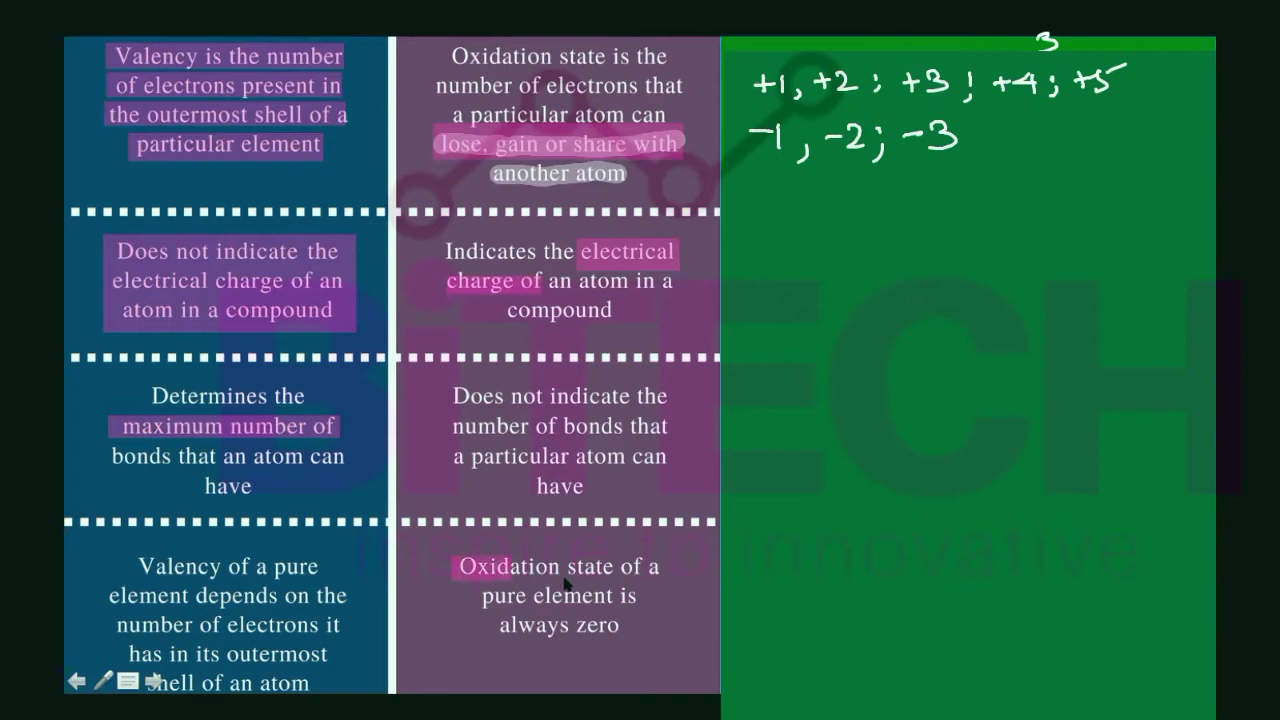 Valency is the number
of electrons present in
the outermost shell of a
particular element
Oxidation state is the
number of electrons that
a particular atom can
lose, gain or share with
another atom
Does not indicate the
electrical charge of an
atom in a compound
Indicates the electrical
charge of an atom in a
compound
Determines the
maximum number of
bonds that an atom can
have
Does not indicate the
number of bonds that
a particular atom can
have
Valency of a pure
element depends on the
number of electrons it
has in its outermost
shell of an atom
Oxidation state of a
pure element is
always zero
3
+1, +2; +3; +4; +5
-1, -2; -3
BiTECH
inspire to innovative